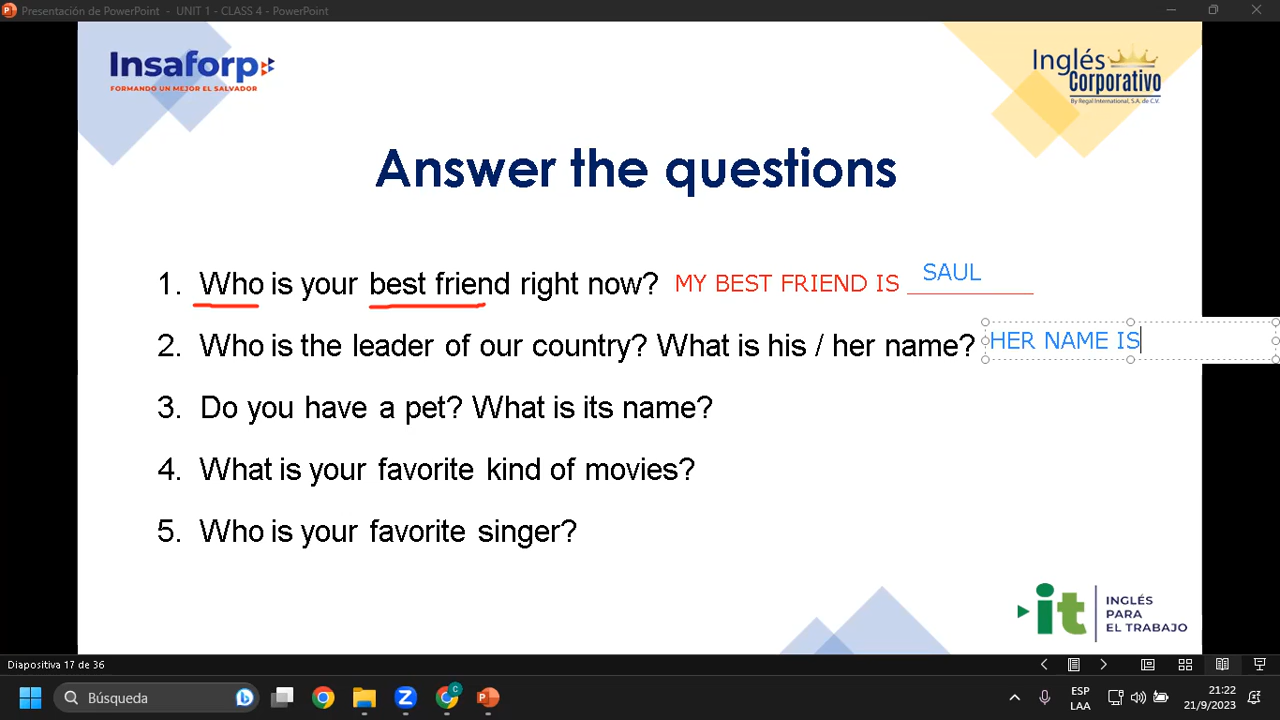 Presentación de PowerPoint - UNIT 1 - CLASS 4 - PowerPoint
Insaforp
FORMANDO UN MEJOR EL SALVADOR
Inglés
Corporativo
By Regal International, S.A. de C.V.
Answer the questions
1. Who is your best friend right now? MY BEST FRIEND IS SAUL
2. Who is the leader of our country? What is his / her name? HER NAME IS
3. Do you have a pet? What is its name?
4. What is your favorite kind of movies?
5. Who is your favorite singer?
it INGLÉS
PARA
EL TRABAJO
Diapositiva 17 de 36
Búsqueda
ESP
LAA
21:22
21/9/2023